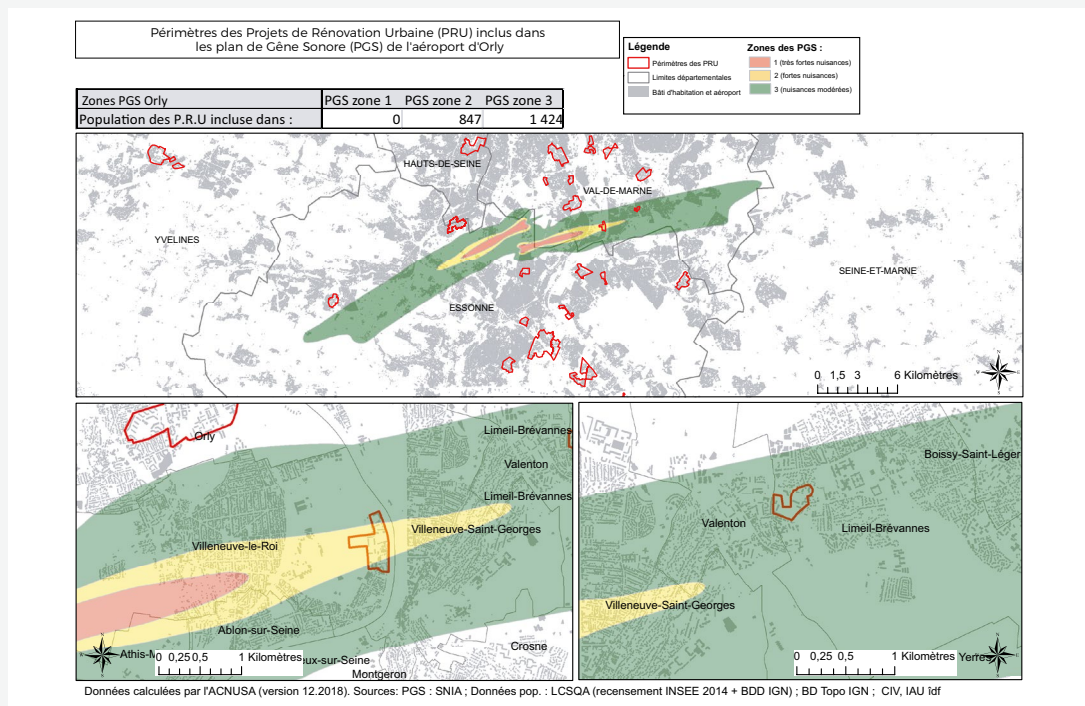 Périmètres des Projets de Rénovation Urbaine (PRU) inclus dans
les plan de Gêne Sonore (PGS) de l'aéroport d'Orly
Légende
Périmètres des PRU
Limites départementales
Bâti d'habitation et aéroport
Zones des PGS :
1 (très fortes nuisances)
2 (fortes nuisances)
3 (nuisances modérées)
Zones PGS Orly PGS zone 1 PGS zone 2 PGS zone 3
Population des P.R.U incluse dans : 0 847 1 424
HAUTS-DE-SEINE
VAL-DE-MARNE
YVELINES
SEINE-ET-MARNE
ESSONNE
0 1,5 3 6 Kilomètres
Orly
Limeil-Brévannes
Valenton
Limeil-Brévannes
Villeneuve-Saint-Georges
Villeneuve-le-Roi
Ablon-sur-Seine
Crosne
Athis-M
0 0,25 0,5 1 Kilomètres
eux-sur-Seine
Montgeron
Boissy-Saint-Léger
Valenton
Limeil-Brévannes
Villeneuve-Saint-Georges
0 0,25 0,5 1 Kilomètres
Yerres
Données calculées par l'ACNUSA (version 12.2018). Sources: PGS : SNIA ; Données pop. : LCSQA (recensement INSEE 2014 + BDD IGN) ; BD Topo IGN ; CIV, IAU îdf